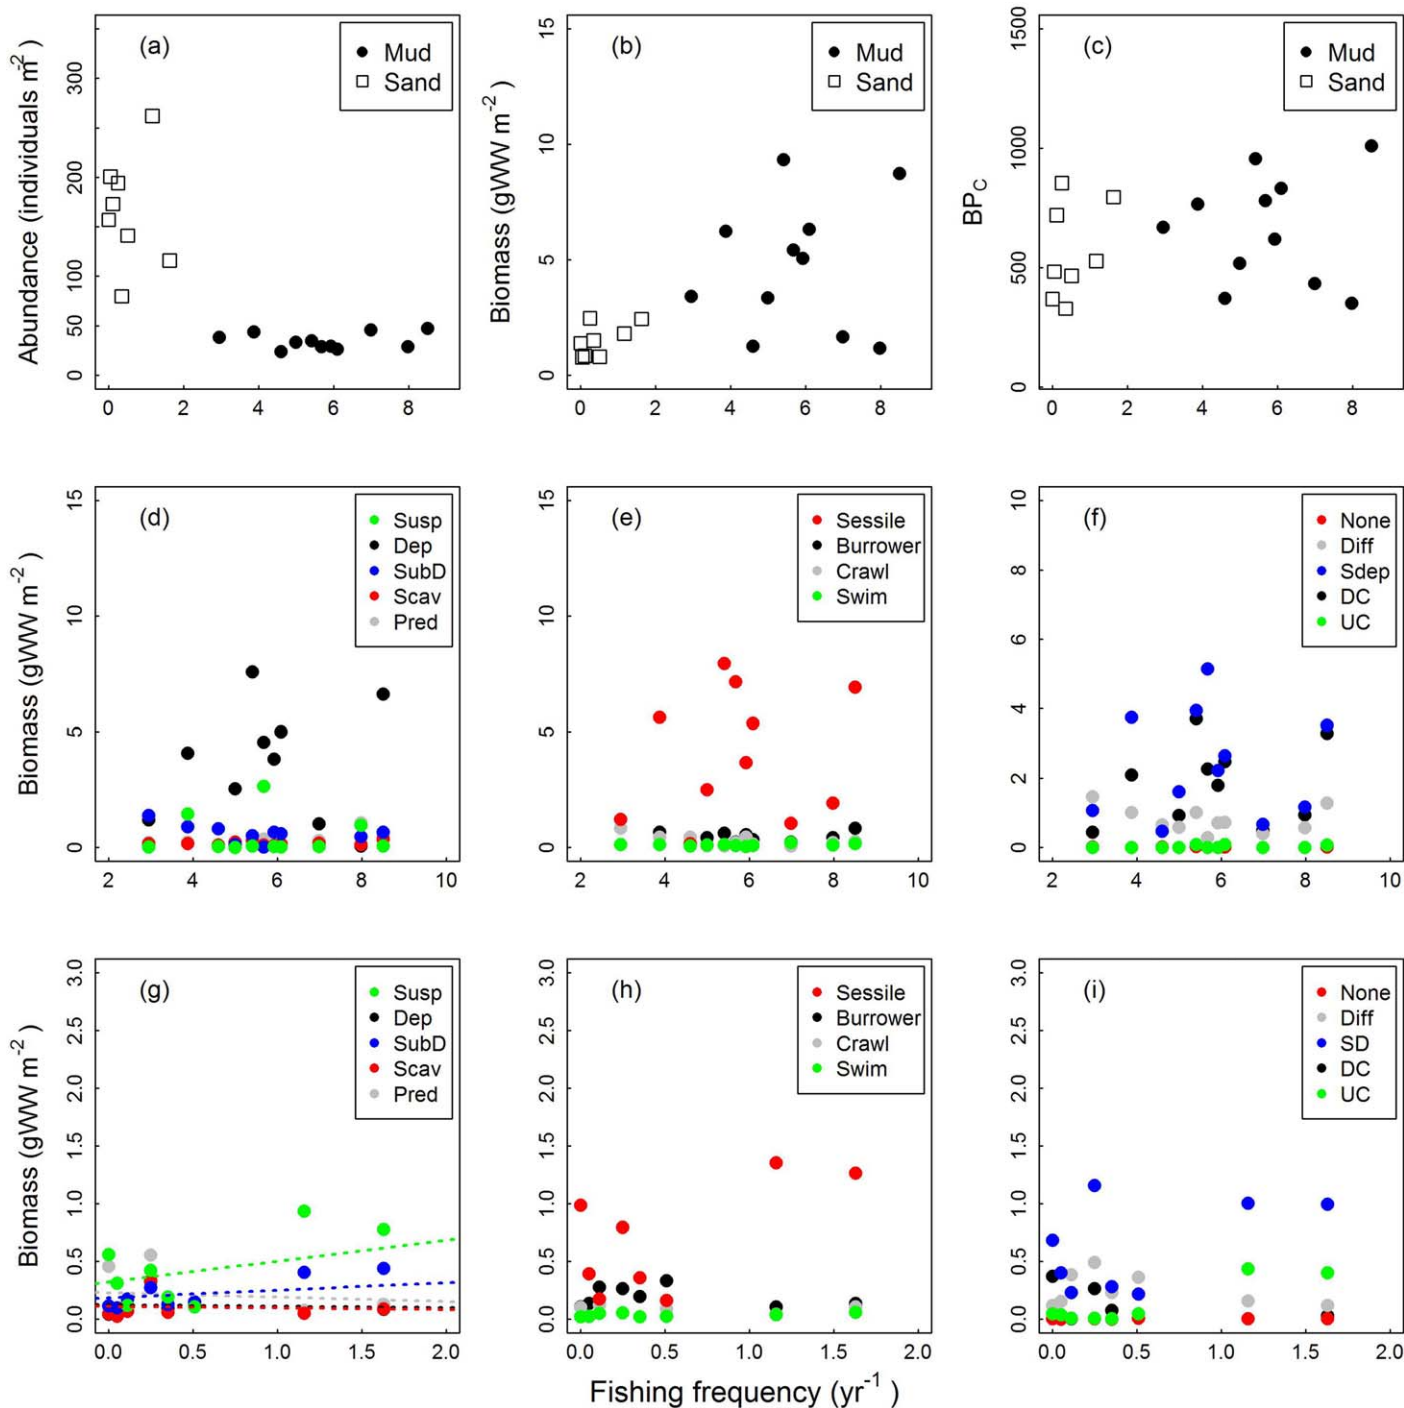 (a)
Mud
Sand
Abundance (individuals m-2)
0 50 100 200 300
0 2 4 6 8
(b)
Mud
Sand
Biomass (gWW m-2)
0 5 10 15
0 2 4 6 8
(c)
Mud
Sand
BPC
0 500 1000 1500
0 2 4 6 8
(d)
Susp
Dep
SubD
Scav
Pred
Biomass (gWW m-2)
0 5 10 15
2 4 6 8 10
(e)
Sessile
Burrower
Crawl
Swim
0 5 10 15
2 4 6 8 10
(f)
None
Diff
Sdep
DC
UC
0 2 4 6 8 10
2 4 6 8 10
(g)
Susp
Dep
SubD
Scav
Pred
Biomass (gWW m-2)
0.0 0.5 1.0 1.5 2.0 2.5 3.0
0.0 0.5 1.0 1.5 2.0
(h)
Sessile
Burrower
Crawl
Swim
0.0 0.5 1.0 1.5 2.0 2.5 3.0
0.0 0.5 1.0 1.5 2.0
(i)
None
Diff
SD
DC
UC
0.0 0.5 1.0 1.5 2.0 2.5 3.0
0.0 0.5 1.0 1.5 2.0
Fishing frequency (yr-1)